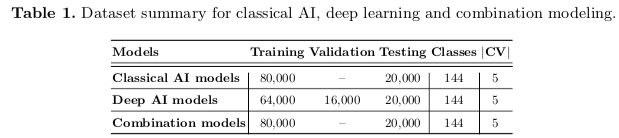 Table 1. Dataset summary for classical AI, deep learning and combination modeling.
Models Training Validation Testing Classes |CV|
Classical AI models 80,000 – 20,000 144 5
Deep AI models 64,000 16,000 20,000 144 5
Combination models 80,000 – 20,000 144 5